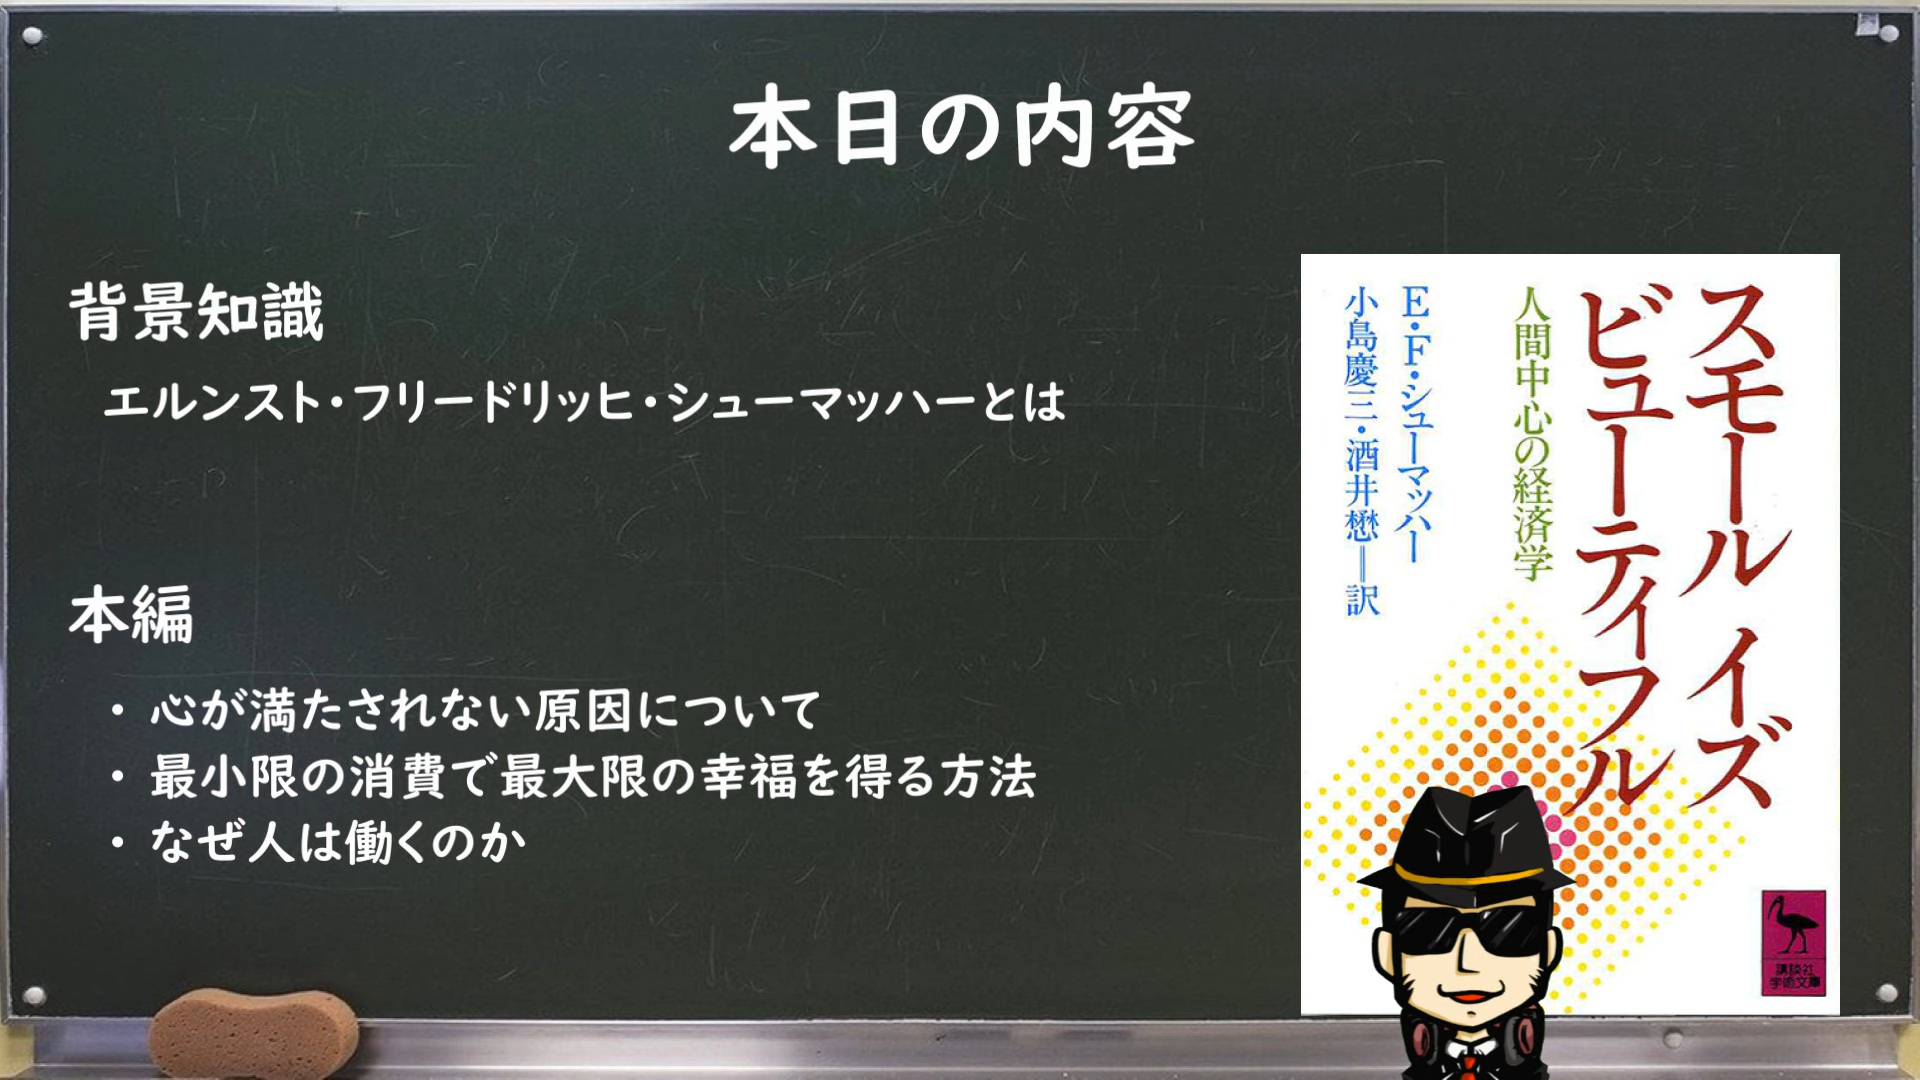 本日の内容
背景知識
エルンスト・フリードリッヒ・シューマッハーとは
本編
・ 心が満たされない原因について
・ 最小限の消費で最大限の幸福を得る方法
・ なぜ人は働くのか
スモール イズ
ビューティフル
人間中心の経済学
E・F・シューマッハー
小島慶三・酒井懋=訳
講談社
学術文庫